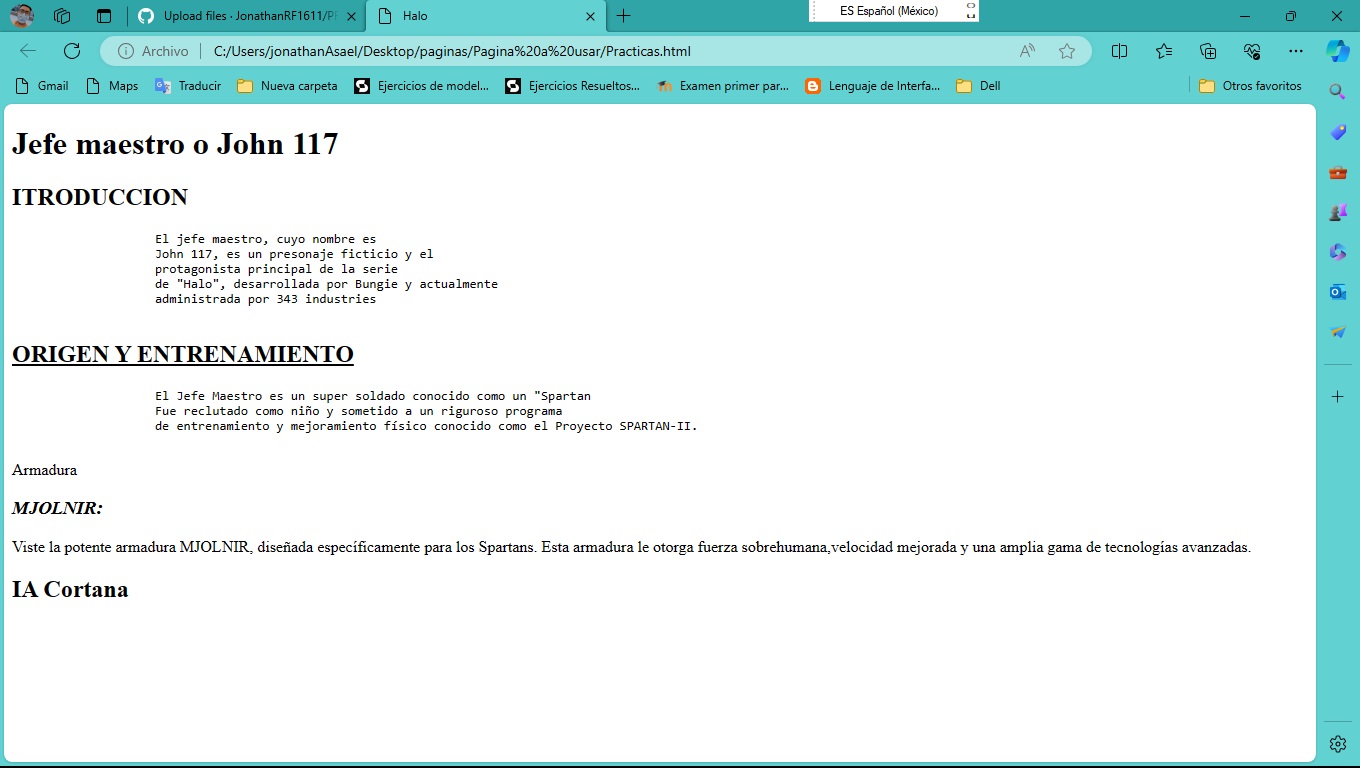 Upload files · JonathanRF1611/PR
Halo
ES Español (México)
Archivo
C:/Users/jonathanAsael/Desktop/paginas/Pagina%20a%20usar/Practicas.html
Gmail
Maps
Traducir
Nueva carpeta
Ejercicios de model...
Ejercicios Resueltos...
Examen primer par...
Lenguaje de Interfa...
Dell
Otros favoritos
Jefe maestro o John 117
ITRODUCCION
El jefe maestro, cuyo nombre es
John 117, es un presonaje ficticio y el
protagonista principal de la serie
de "Halo", desarrollada por Bungie y actualmente
administrada por 343 industries
ORIGEN Y ENTRENAMIENTO
El Jefe Maestro es un super soldado conocido como un "Spartan
Fue reclutado como niño y sometido a un riguroso programa
de entrenamiento y mejoramiento físico conocido como el Proyecto SPARTAN-II.
Armadura
MJOLNIR:
Viste la potente armadura MJOLNIR, diseñada específicamente para los Spartans. Esta armadura le otorga fuerza sobrehumana,velocidad mejorada y una amplia gama de tecnologías avanzadas.
IA Cortana